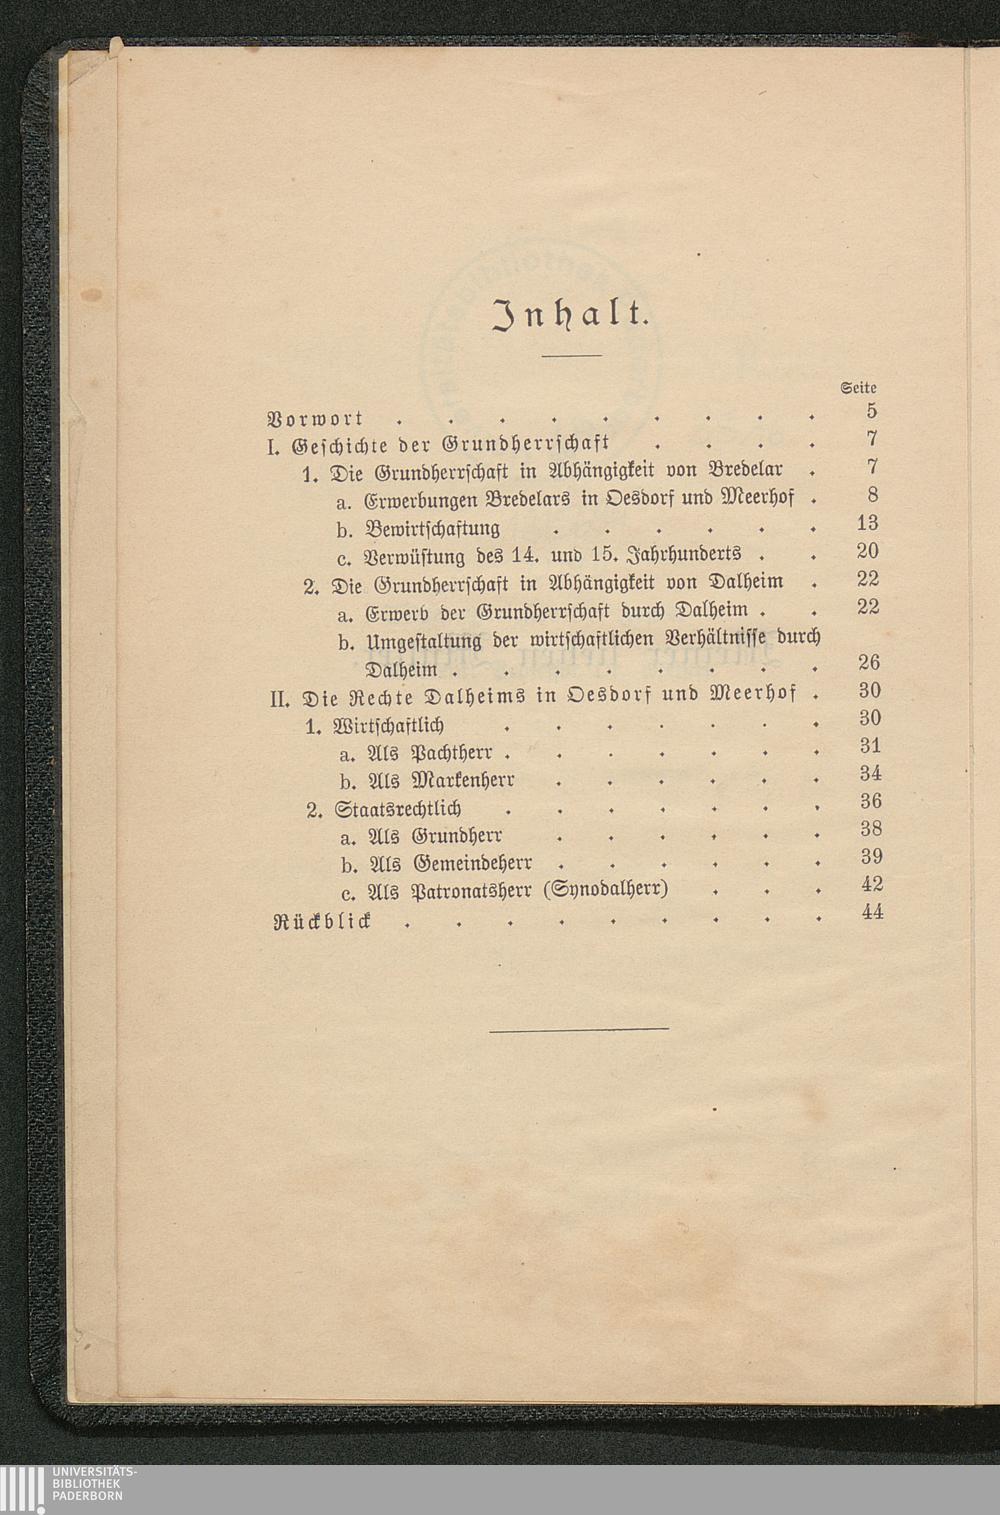 Inhalt.
Seite
Vorwort . . . . . . . . . 5
I. Geschichte der Grundherrschaft . . . . 7
1. Die Grundherrschaft in Abhängigkeit von Bredelar . 7
a. Erwerbungen Bredelars in Oesdorf und Meerhof . 8
b. Bewirtschaftung . . . . . . 13
c. Verwüstung des 14. und 15. Jahrhunderts . . 20
2. Die Grundherrschaft in Abhängigkeit von Dalheim . 22
a. Erwerb der Grundherrschaft durch Dalheim . . 22
b. Umgestaltung der wirtschaftlichen Verhältnisse durch
Dalheim . . . . . . . . 26
II. Die Rechte Dalheims in Oesdorf und Meerhof . 30
1. Wirtschaftlich . . . . . . . 30
a. Als Pachtherr . . . . . . . 31
b. Als Markenherr . . . . . . 34
2. Staatsrechtlich . . . . . . . 36
a. Als Grundherr . . . . . . 38
b. Als Gemeindeherr . . . . . . 39
c. Als Patronatsherr (Synodalherr) . . . 42
Rückblick . . . . . . . . . 44
UNIVERSITÄTS-
BIBLIOTHEK
PADERBORN